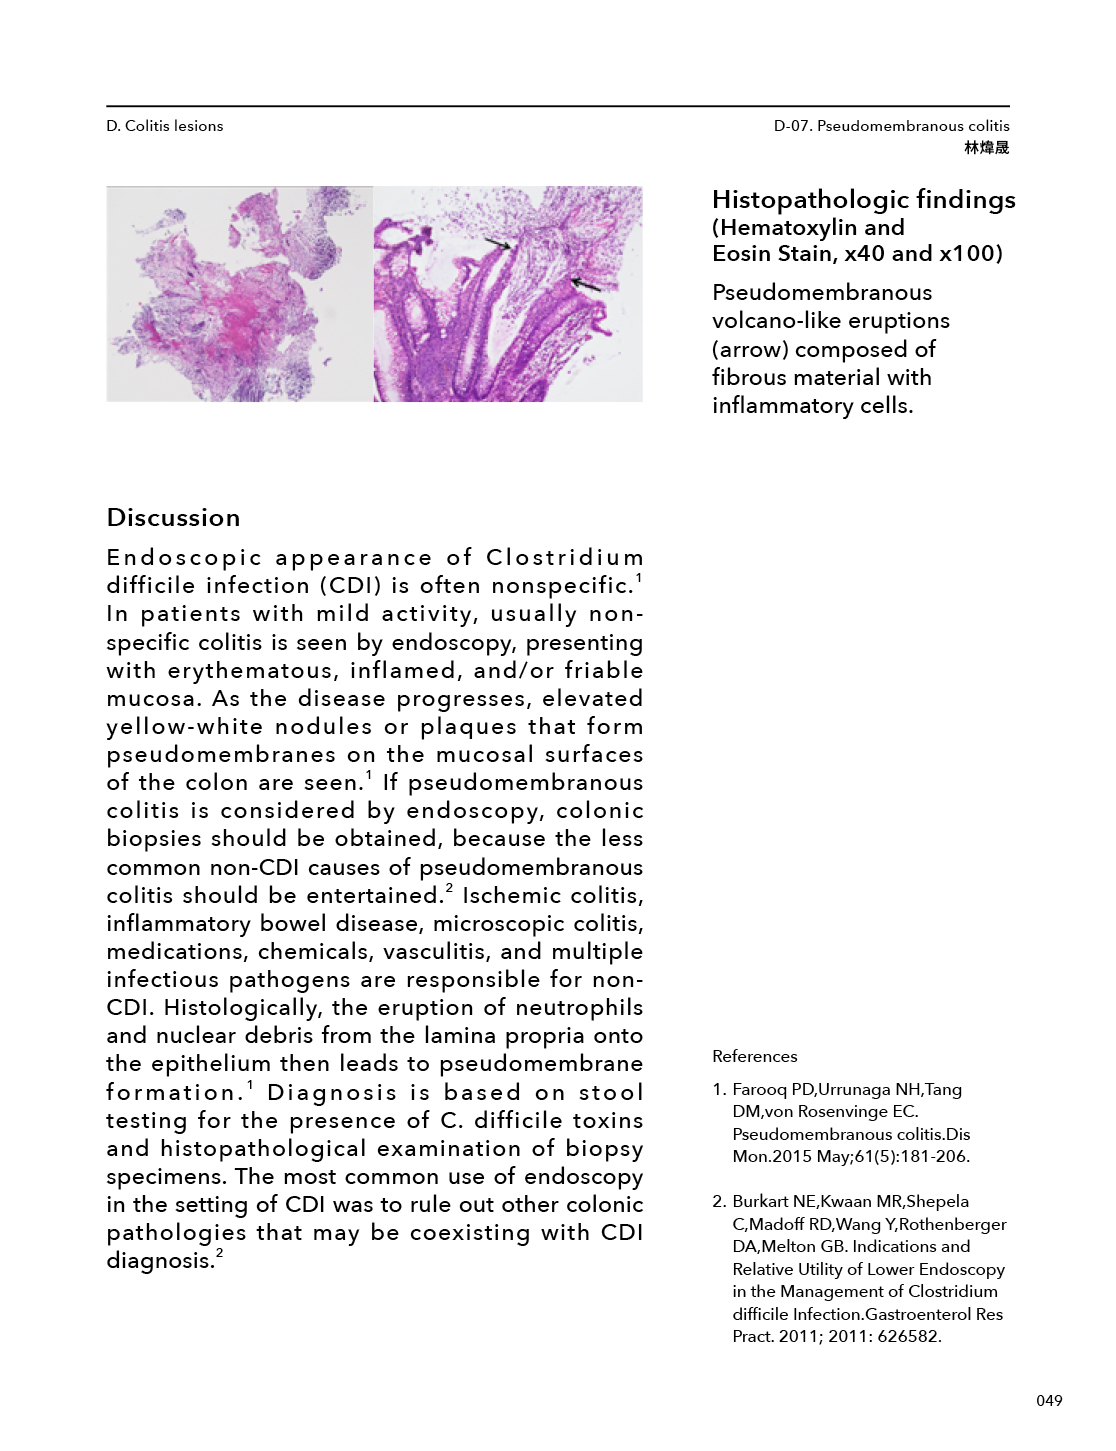 D. Colitis lesions
D-07. Pseudomembranous colitis
林煒晟
Histopathologic findings
(Hematoxylin and
Eosin Stain, x40 and x100)
Pseudomembranous
volcano-like eruptions
(arrow) composed of
fibrous material with
inflammatory cells.
Discussion
Endoscopic appearance of Clostridium
difficile infection (CDI) is often nonspecific.1
In patients with mild activity, usually non-
specific colitis is seen by endoscopy, presenting
with erythematous, inflamed, and/or friable
mucosa. As the disease progresses, elevated
yellow-white nodules or plaques that form
pseudomembranes on the mucosal surfaces
of the colon are seen.1 If pseudomembranous
colitis is considered by endoscopy, colonic
biopsies should be obtained, because the less
common non-CDI causes of pseudomembranous
colitis should be entertained.2 Ischemic colitis,
inflammatory bowel disease, microscopic colitis,
medications, chemicals, vasculitis, and multiple
infectious pathogens are responsible for non-
CDI. Histologically, the eruption of neutrophils
and nuclear debris from the lamina propria onto
the epithelium then leads to pseudomembrane
formation.1 Diagnosis is based on stool
testing for the presence of C. difficile toxins
and histopathological examination of biopsy
specimens. The most common use of endoscopy
in the setting of CDI was to rule out other colonic
pathologies that may be coexisting with CDI
diagnosis.2
References
1. Farooq PD,Urrunaga NH,Tang
DM,von Rosenvinge EC.
Pseudomembranous colitis.Dis
Mon.2015 May;61(5):181-206.
2. Burkart NE,Kwaan MR,Shepela
C,Madoff RD,Wang Y,Rothenberger
DA,Melton GB. Indications and
Relative Utility of Lower Endoscopy
in the Management of Clostridium
difficile Infection.Gastroenterol Res
Pract. 2011; 2011: 626582.
049